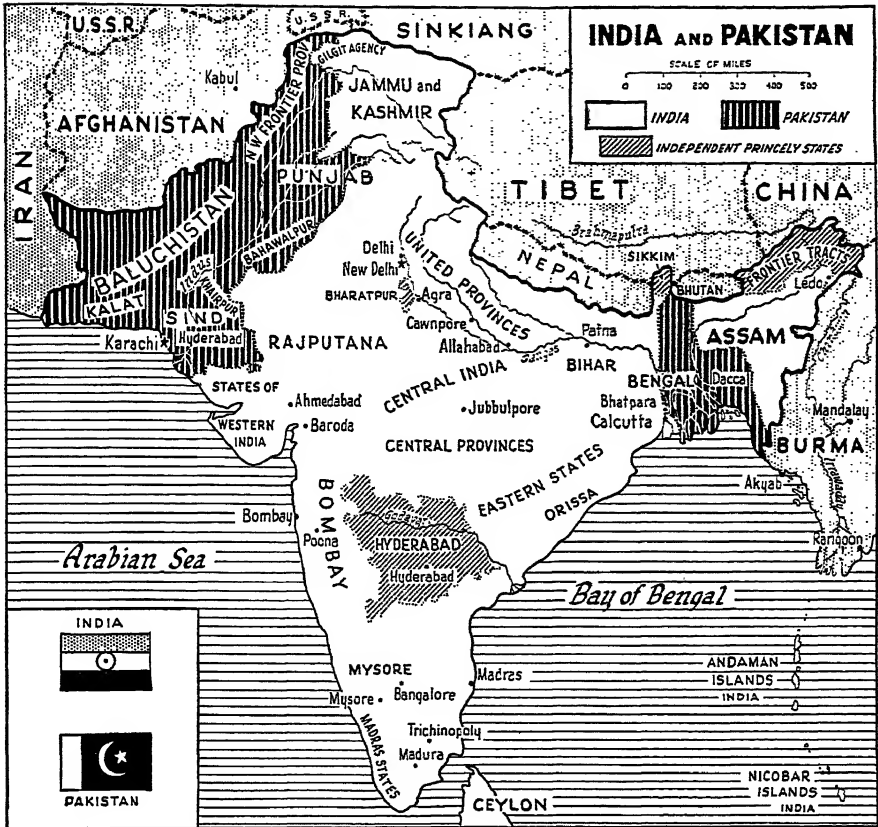 U.S.S.R.
U.S.S.R.
SINKIANG
INDIA AND PAKISTAN
SCALE OF MILES
0 100 200 300 400 500
INDIA
PAKISTAN
INDEPENDENT PRINCELY STATES
GILGIT AGENCY
Kabul
N.W. FRONTIER PROV.
JAMMU and
KASHMIR
AFGHANISTAN
IRAN
PUNJAB
TIBET
CHINA
BALUCHISTAN
BAHAWALPUR
Brahmaputra
Delhi
New Delhi
UNITED PROVINCES
NEPAL
SIKKIM
BHUTAN
FRONTIER TRACTS
Ledo
Indus
KHAIRPUR
KALAT
BHARATPUR
Agra
SIND
Hyderabad
Karachi
RAJPUTANA
Cawnpore
Allahabad
Patna
Ganges
BIHAR
ASSAM
CENTRAL INDIA
BENGAL
Dacca
STATES OF
WESTERN
INDIA
Ahmedabad
Baroda
Jubbulpore
Bhatpara
Calcutta
Mandalay
CENTRAL PROVINCES
BURMA
EASTERN STATES
ORISSA
Akyab
Irrawaddy
BOMBAY
Bombay
Poona
Godavari
HYDERABAD
Hyderabad
Rangoon
Arabian Sea
Bay of Bengal
INDIA
PAKISTAN
MYSORE
Mysore
Bangalore
Madras
MADRAS STATES
Trichinopoly
Madura
CEYLON
ANDAMAN
ISLANDS
INDIA
NICOBAR
ISLANDS
INDIA